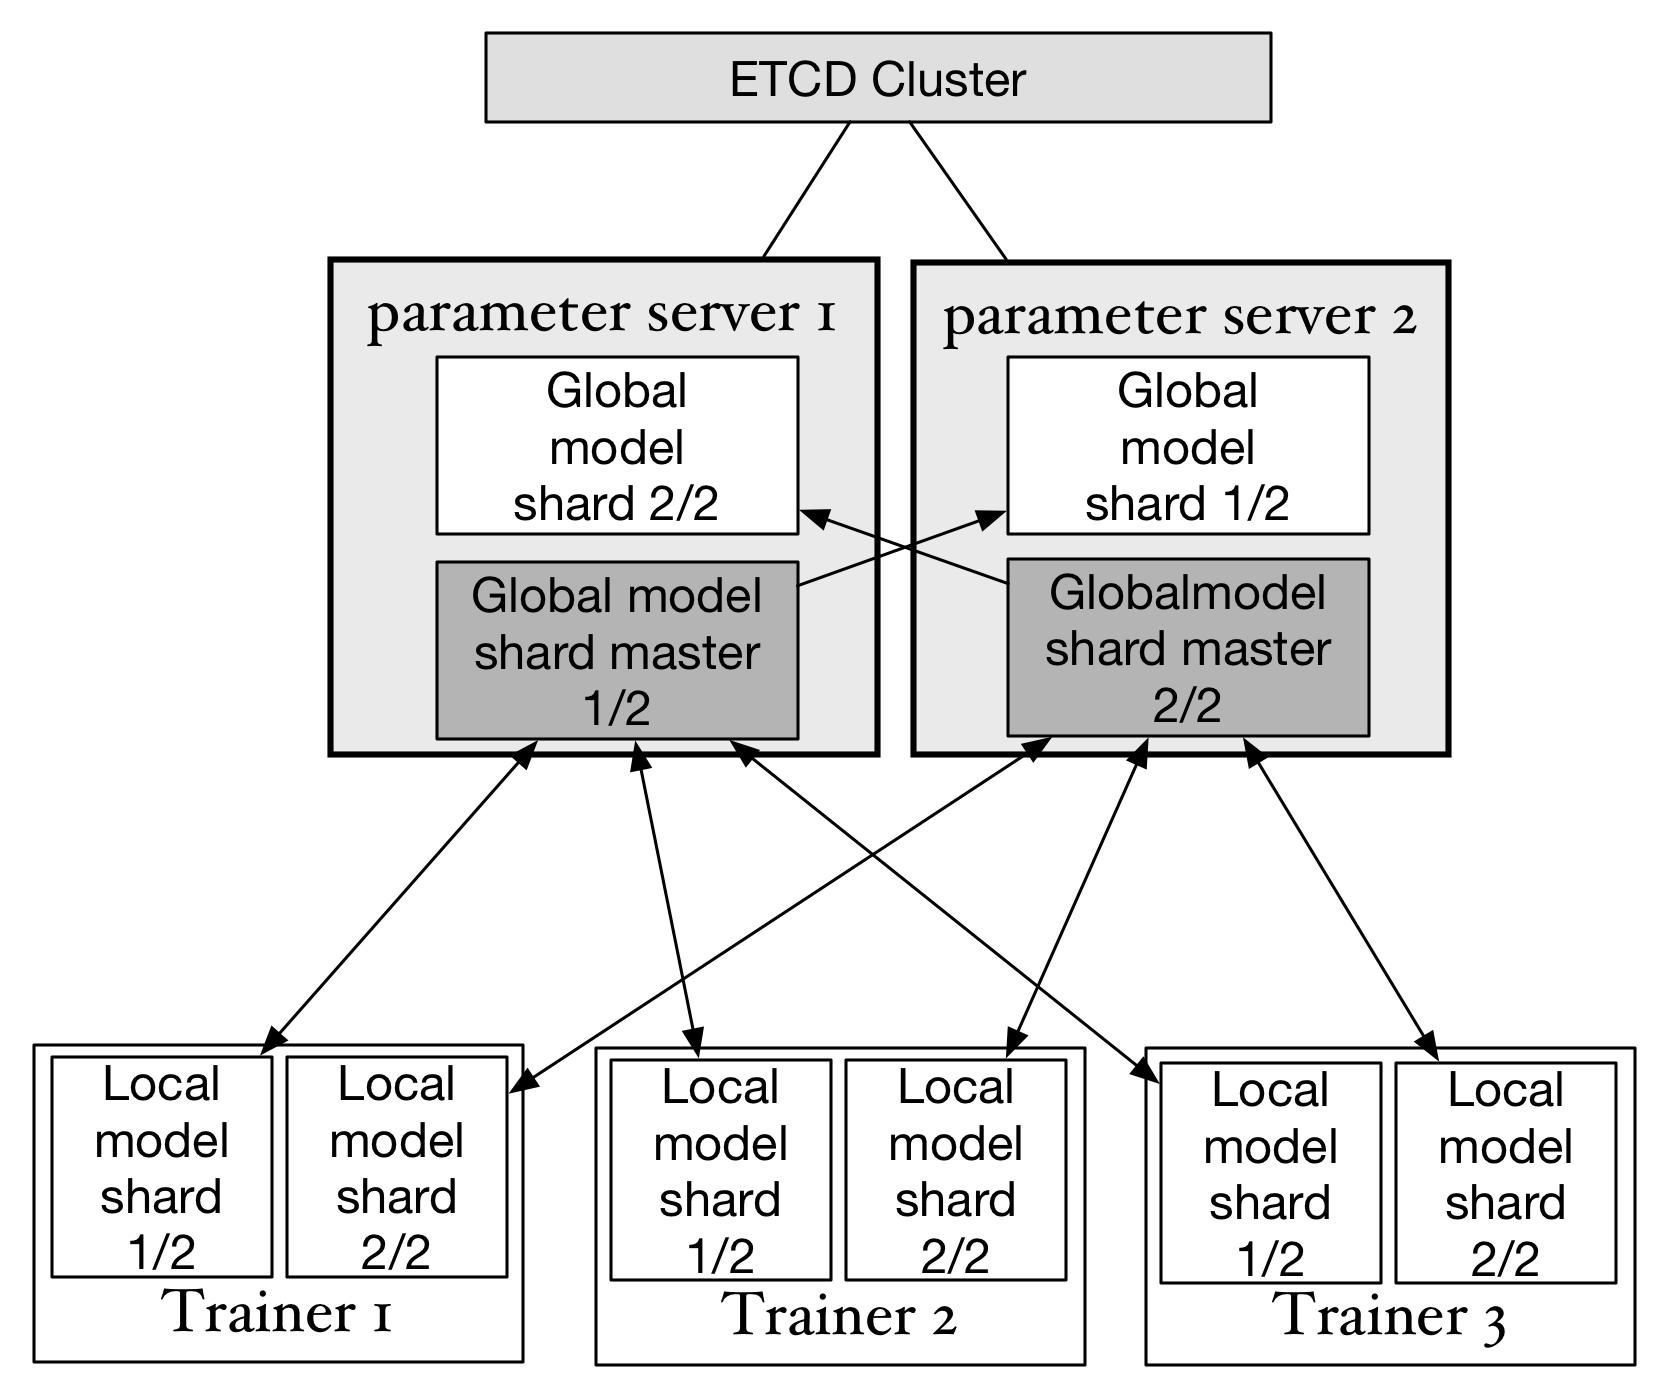 ETCD Cluster
parameter server 1
Global
model
shard 2/2
Global model
shard master
1/2
parameter server 2
Global
model
shard 1/2
Globalmodel
shard master
2/2
Local
model
shard
1/2
Local
model
shard
2/2
Trainer 1
Local
model
shard
1/2
Local
model
shard
2/2
Trainer 2
Local
model
shard
1/2
Local
model
shard
2/2
Trainer 3